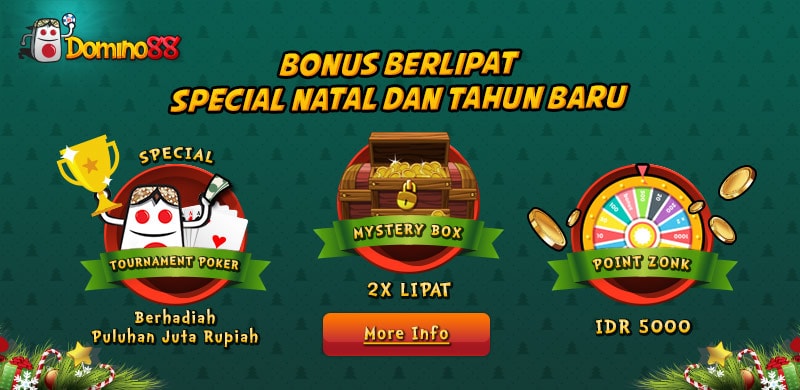 Domino88
BONUS BERLIPAT
SPECIAL NATAL DAN TAHUN BARU
SPECIAL
TOURNAMENT POKER
Berhadiah
Puluhan Juta Rupiah
MYSTERY BOX
2X LIPAT
More Info
POINT ZONK
IDR 5000